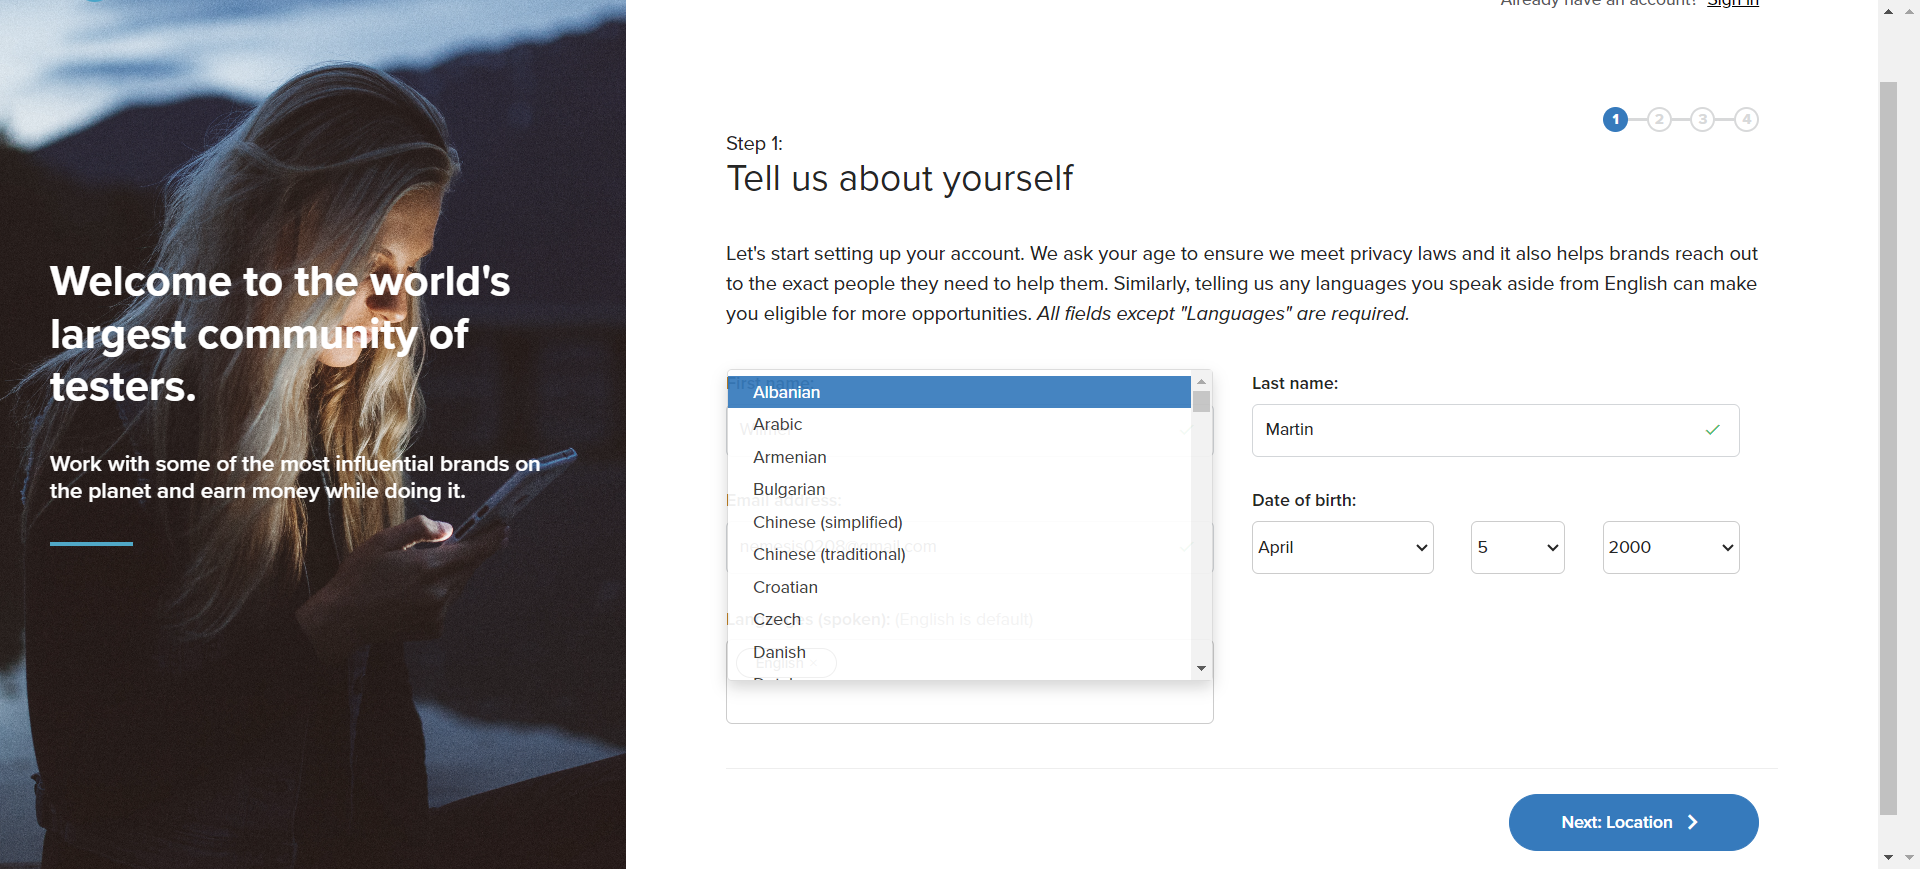 Already have an account? Sign in
1
2
3
4
Step 1:
Tell us about yourself
Welcome to the world's
largest community of
testers.
Work with some of the most influential brands on
the planet and earn money while doing it.
Let's start setting up your account. We ask your age to ensure we meet privacy laws and it also helps brands reach out
to the exact people they need to help them. Similarly, telling us any languages you speak aside from English can make
you eligible for more opportunities. All fields except "Languages" are required.
First name:
Albanian
Arabic
Armenian
Bulgarian
Email address:
Chinese (simplified)
Chinese (traditional)
Croatian
Czech
(spoken): (English is default)
Danish
English
Last name:
Martin
Date of birth:
April
5
2000
Next: Location